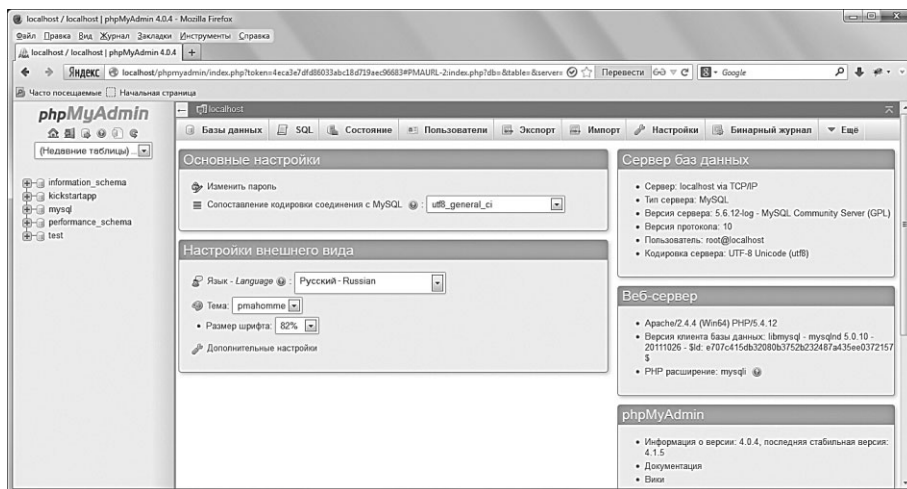 localhost / localhost | phpMyAdmin 4.0.4 - Mozilla Firefox
Файл Правка Вид Журнал Закладки Инструменты Справка
localhost / localhost | phpMyAdmin 4.0.4 +
Яндекс localhost/phpmyadmin/index.php?token=4eca3e7dfd86033abc18d719aec96683#PMAURL-2:index.php?db=&table=&server= Перевести Google
Часто посещаемые Начальная страница
phpMyAdmin
(Недавние таблицы) ...
information_schema
kickstartapp
mysql
performance_schema
test
localhost
Базы данных SQL Состояние Пользователи Экспорт Импорт Настройки Бинарный журнал Ещё
Основные настройки
Изменить пароль
Сопоставление кодировки соединения с MySQL : utf8_general_ci
Настройки внешнего вида
Язык - Language : Русский - Russian
Тема: pmahomme
• Размер шрифта: 82%
Дополнительные настройки
Сервер баз данных
• Сервер: localhost via TCP/IP
• Тип сервера: MySQL
• Версия сервера: 5.6.12-log - MySQL Community Server (GPL)
• Версия протокола: 10
• Пользователь: root@localhost
• Кодировка сервера: UTF-8 Unicode (utf8)
Веб-сервер
• Apache/2.4.4 (Win64) PHP/5.4.12
• Версия клиента базы данных: libmysql - mysqlnd 5.0.10 -
20111026 - $Id: e707c415db32080b3752b232487a435ee0372157
$
• PHP расширение: mysqli
phpMyAdmin
• Информация о версии: 4.0.4, последняя стабильная версия:
4.1.5
• Документация
• Вики